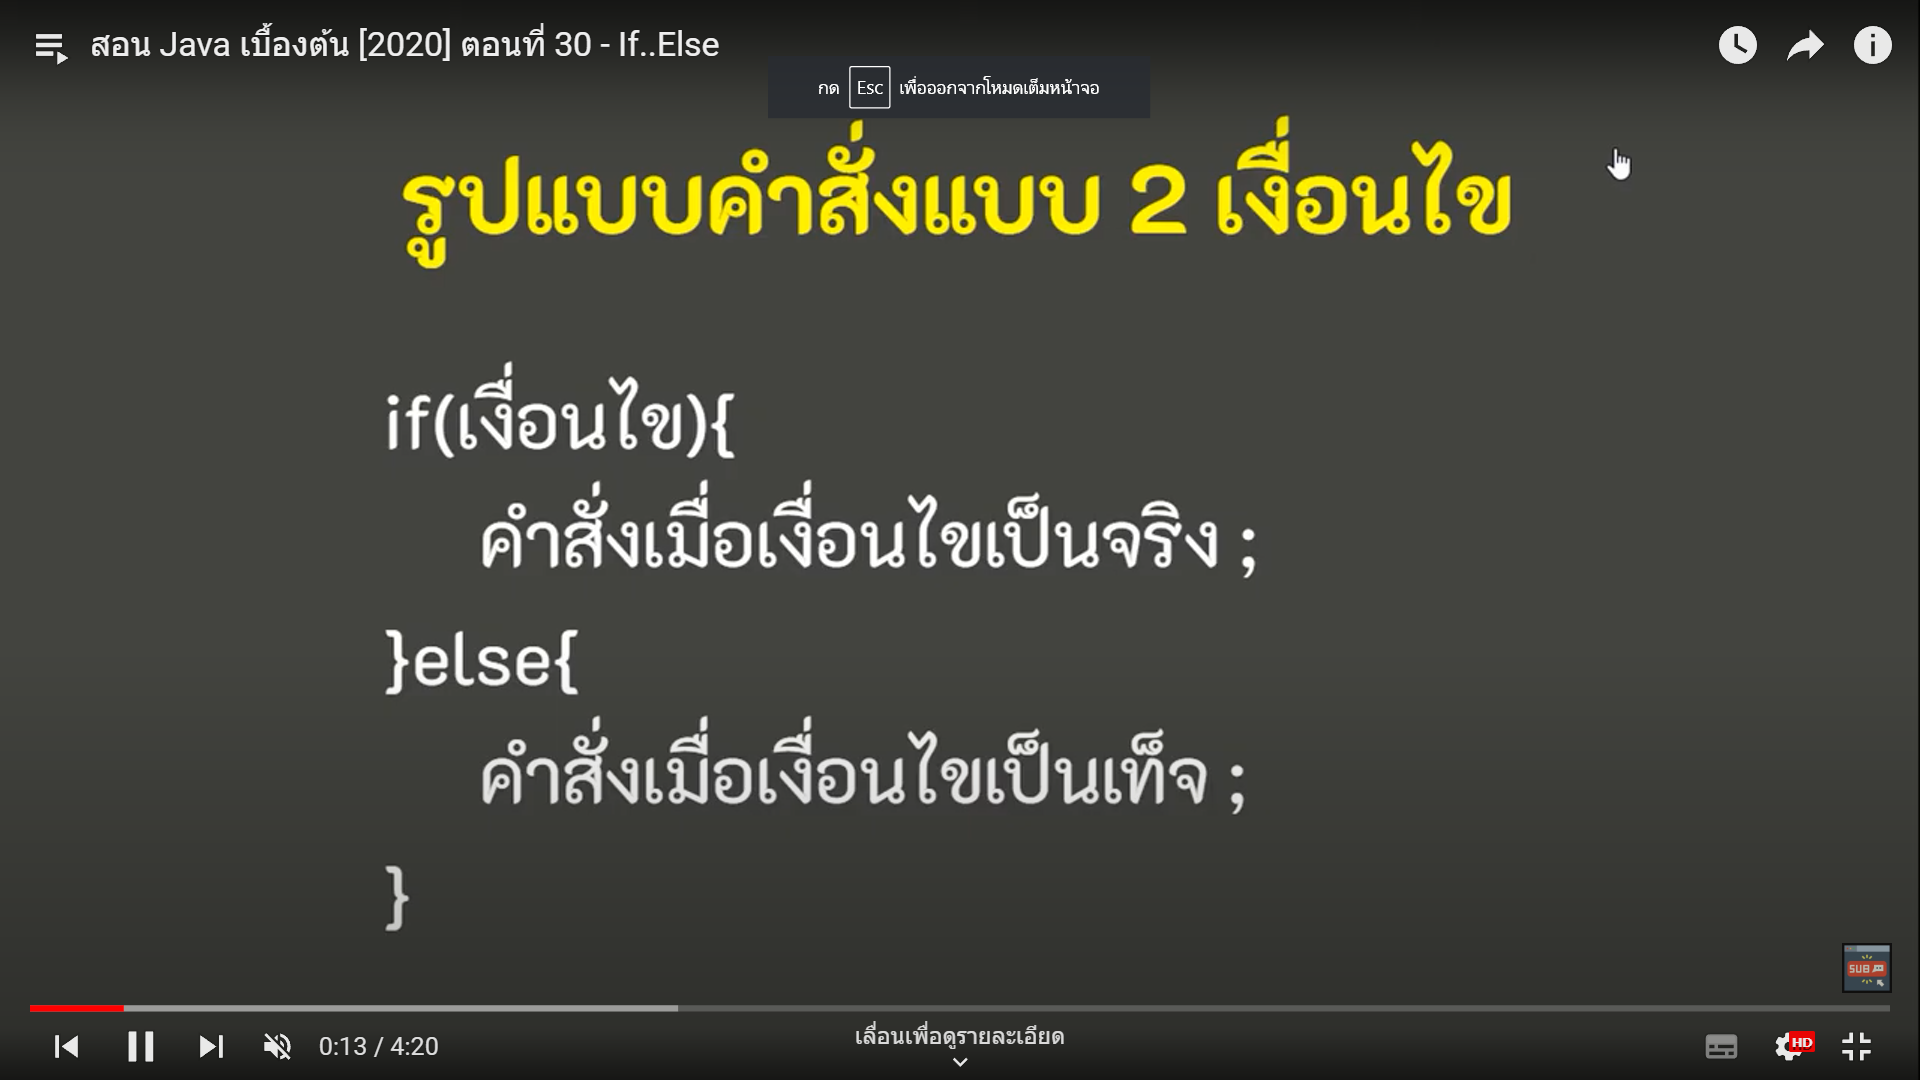 สอน Java เบื้องต้น [2020] ตอนที่ 30 - If..Else
กด Esc เพื่อออกจากโหมดเต็มหน้าจอ
รูปแบบคำสั่งแบบ 2 เงื่อนไข
if(เงื่อนไข){
คำสั่งเมื่อเงื่อนไขเป็นจริง ;
}else{
คำสั่งเมื่อเงื่อนไขเป็นเท็จ ;
}
SUB
0:13 / 4:20
เลื่อนเพื่อดูรายละเอียด
HD